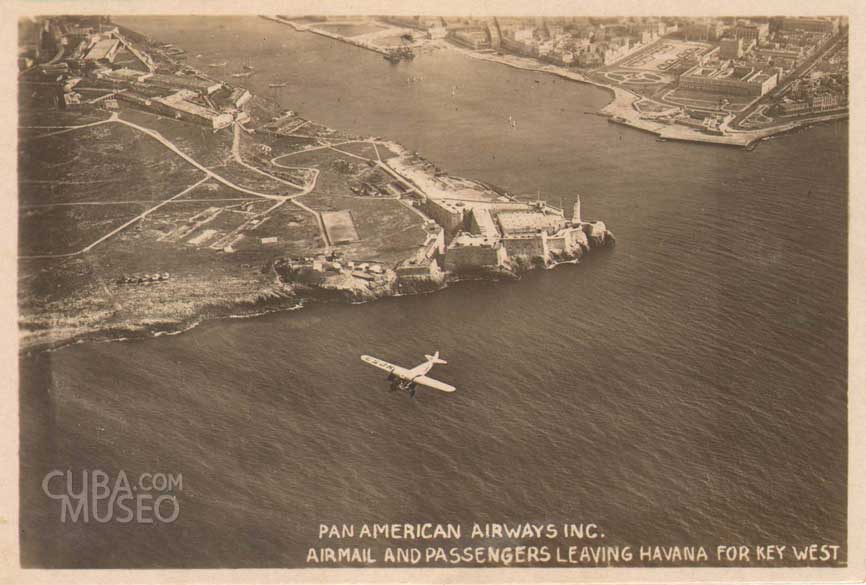 CUBA.COM
MUSEO
PAN AMERICAN AIRWAYS INC.
AIRMAIL AND PASSENGERS LEAVING HAVANA FOR KEY WEST